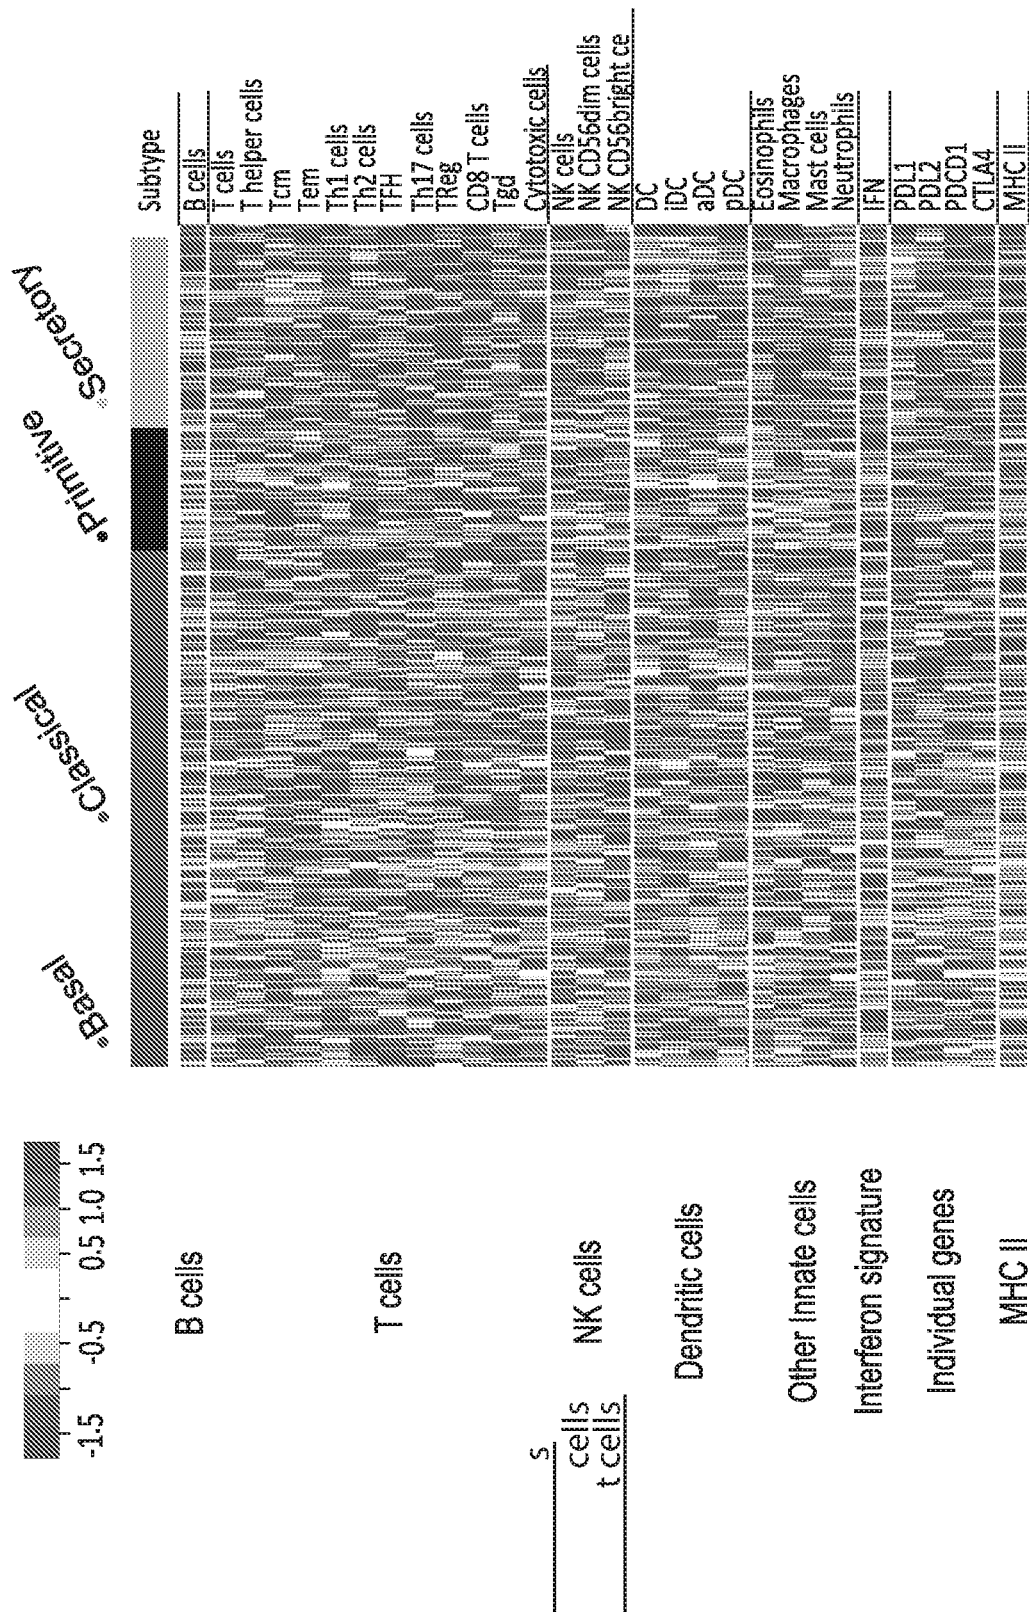 • Basal
• Classical
• Primitive
Secretory
Subtype
B cells
T cells
T helper cells
Tcm
Tem
Th1 cells
Th2 cells
TFH
Th17 cells
TReg
CD8 T cells
Tgd
Cytotoxic cells
NK cells
NK CD56dim cells
NK CD56bright ce
DC
iDC
aDC
pDC
Eosinophils
Macrophages
Mast cells
Neutrophils
IFN
PDL1
PDL2
PDCD1
CTLA4
MHC II
-1.5 -0.5 0.5 1.0 1.5
B cells
T cells
NK cells
Dendritic cells
Other Innate cells
Interferon signature
Individual genes
MHC II
s
cells
t cells